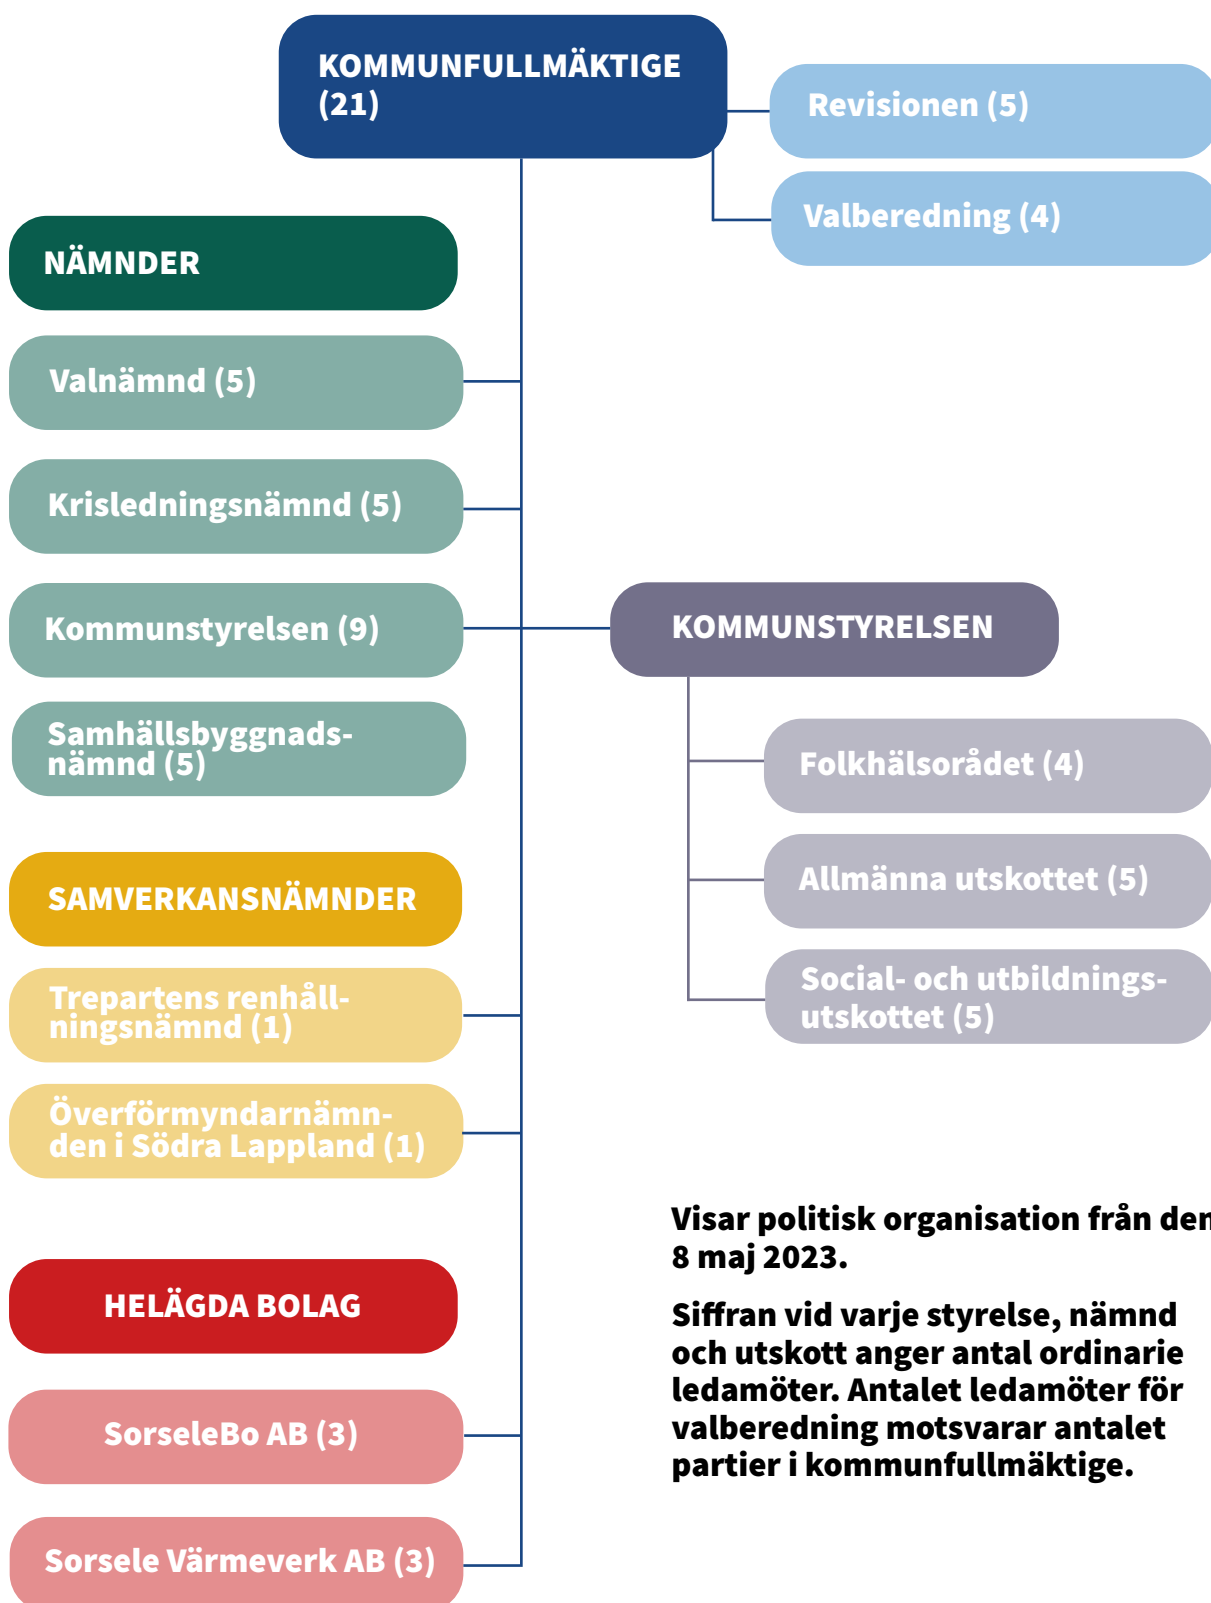 KOMMUNFULLMÄKTIGE
(21)
Revisionen (5)
Valberedning (4)
NÄMNDER
Valnämnd (5)
Krisledningsnämnd (5)
Kommunstyrelsen (9)
Samhällsbyggnads-
nämnd (5)
KOMMUNSTYRELSEN
Folkhälsorådet (4)
Allmänna utskottet (5)
Social- och utbildnings-
utskottet (5)
SAMVERKANSNÄMNDER
Trepartens renhåll-
ningsnämnd (1)
Överförmyndarnämn-
den i Södra Lappland (1)
HELÄGDA BOLAG
SorseleBo AB (3)
Sorsele Värmeverk AB (3)
Visar politisk organisation från den
8 maj 2023.
Siffran vid varje styrelse, nämnd
och utskott anger antal ordinarie
ledamöter. Antalet ledamöter för
valberedning motsvarar antalet
partier i kommunfullmäktige.